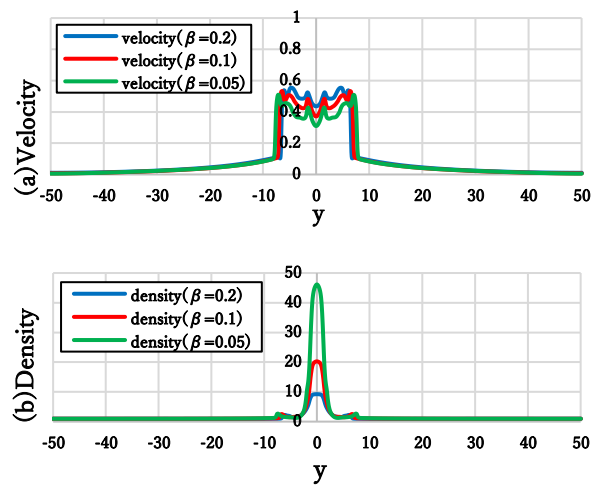 (a)Velocity
velocity(β=0.2)
velocity(β=0.1)
velocity(β=0.05)
1
0.8
0.6
0.4
0.2
0
-50 -40 -30 -20 -10 0 10 20 30 40 50
y
(b)Density
density(β=0.2)
density(β=0.1)
density(β=0.05)
50
40
30
20
10
0
-50 -40 -30 -20 -10 0 10 20 30 40 50
y